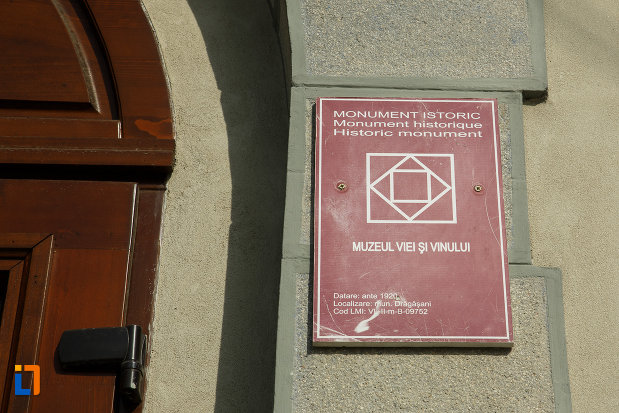 MONUMENT ISTORIC
Monument historique
Historic monument
MUZEUL VIEI ȘI VINULUI
Datare: ante 1920
Localizare: mun. Drăgășani
Cod LMI: VL-II-m-B-09752